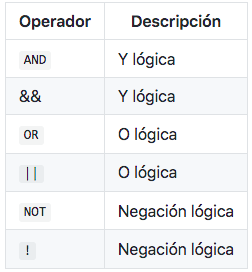 Operador Descripción
AND Y lógica
&& Y lógica
OR O lógica
|| O lógica
NOT Negación lógica
! Negación lógica